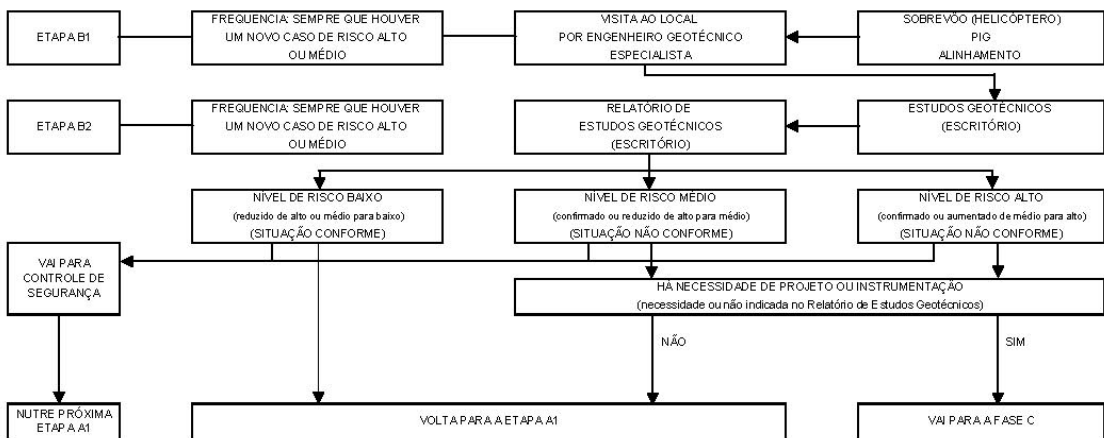 ETAPA B1
FREQUENCIA: SEMPRE QUE HOUVER
UM NOVO CASO DE RISCO ALTO
OU MÉDIO
VISITA AO LOCAL
POR ENGENHEIRO GEOTÉCNICO
ESPECIALISTA
SOBREVÔO (HELICÓPTERO)
PIG
ALINHAMENTO
ETAPA B2
FREQUENCIA: SEMPRE QUE HOUVER
UM NOVO CASO DE RISCO ALTO
OU MÉDIO
RELATÓRIO DE
ESTUDOS GEOTÉCNICOS
(ESCRITÓRIO)
ESTUDOS GEOTÉCNICOS
(ESCRITÓRIO)
NÍVEL DE RISCO BAIXO
(reduzido de alto ou médio para baixo)
(SITUAÇÃO CONFORME)
NÍVEL DE RISCO MÉDIO
(confirmado ou reduzido de alto para médio)
(SITUAÇÃO NÃO CONFORME)
NÍVEL DE RISCO ALTO
(confirmado ou aumentado de médio para alto)
(SITUAÇÃO NÃO CONFORME)
VAI PARA
CONTROLE DE
SEGURANÇA
HÁ NECESSIDADE DE PROJETO OU INSTRUMENTAÇÃO
(necessidade ou não indicada no Relatório de Estudos Geotécnicos)
NÃO
SIM
NUTRE PRÓXIMA
ETAPA A1
VOLTA PARA A ETAPA A1
VAI PARA A FASE C